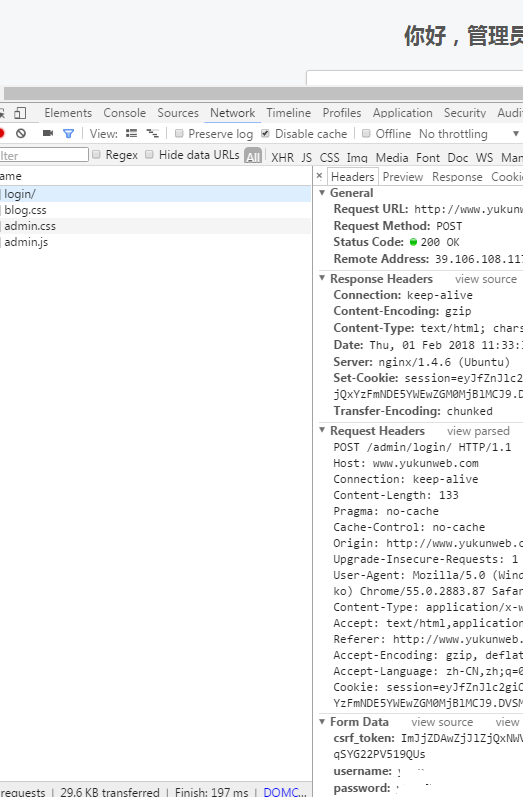 你好，管理员
Elements Console Sources Network Timeline Profiles Application Security Audi
View: Preserve log Disable cache Offline No throttling
ilter Regex Hide data URLs All XHR JS CSS Img Media Font Doc WS Man
ame
login/
blog.css
admin.css
admin.js
× Headers Preview Response Cooki
General
Request URL: http://www.yukunw
Request Method: POST
Status Code: 200 OK
Remote Address: 39.106.108.117
Response Headers view source
Connection: keep-alive
Content-Encoding: gzip
Content-Type: text/html; chars
Date: Thu, 01 Feb 2018 11:33:
Server: nginx/1.4.6 (Ubuntu)
Set-Cookie: session=eyJfZnJlc2
jQxYzFmNDE5YWEwZGM0MjBlMCJ9.D
Transfer-Encoding: chunked
Request Headers view parsed
POST /admin/login/ HTTP/1.1
Host: www.yukunweb.com
Connection: keep-alive
Content-Length: 133
Pragma: no-cache
Cache-Control: no-cache
Origin: http://www.yukunweb.c
Upgrade-Insecure-Requests: 1
User-Agent: Mozilla/5.0 (Wind
ko) Chrome/55.0.2883.87 Safar
Content-Type: application/x-w
Accept: text/html,application
Referer: http://www.yukunweb.
Accept-Encoding: gzip, deflat
Accept-Language: zh-CN,zh;q=0
Cookie: session=eyJfZnJlc2giO
YzFmNDE5YWEwZGM0MjBlMCJ9.DVSM
Form Data view source view
csrf_token: ImJjZDAwZjJlZjQxNWV
qSYG22PV519QUs
username:
password:
requests | 29.6 KB transferred | Finish: 197 ms | DOMC...